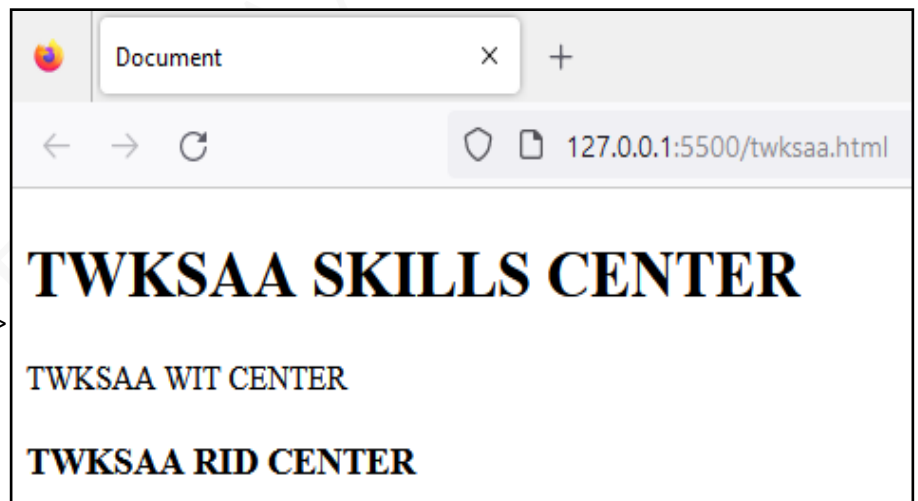 Document
127.0.0.1:5500/twksaa.html
TWKSAA SKILLS CENTER
>
TWKSAA WIT CENTER
TWKSAA RID CENTER